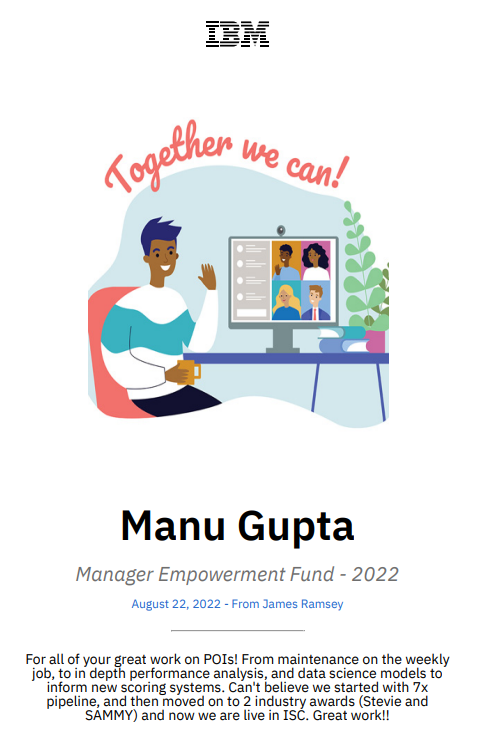 IBM
Together we can!
Manu Gupta
Manager Empowerment Fund - 2022
August 22, 2022 - From James Ramsey
For all of your great work on POIs! From maintenance on the weekly
job, to in depth performance analysis, and data science models to
inform new scoring systems. Can't believe we started with 7x
pipeline, and then moved on to 2 industry awards (Stevie and
SAMMY) and now we are live in ISC. Great work!!